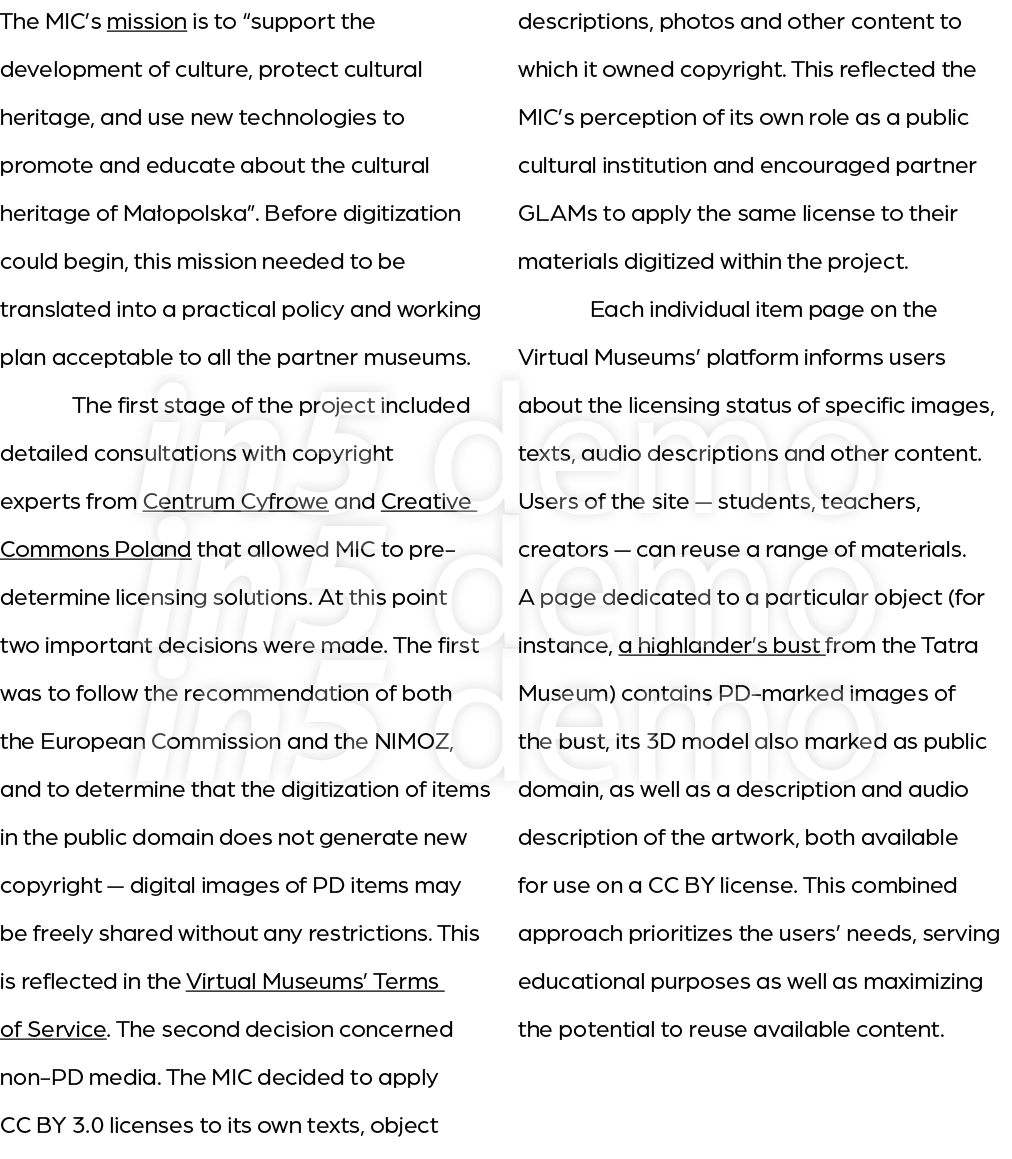 The MIC’s mission is to “support the
development of culture, protect cultural
heritage, and use new technologies to
promote and educate about the cultural
heritage of Małopolska”. Before digitization
could begin, this mission needed to be
translated into a practical policy and working
plan acceptable to all the partner museums.
The first stage of the project included
detailed consultations with copyright
experts from Centrum Cyfrowe and Creative
Commons Poland that allowed MIC to pre-
determine licensing solutions. At this point
two important decisions were made. The first
was to follow the recommendation of both
the European Commission and the NIMOZ,
and to determine that the digitization of items
in the public domain does not generate new
copyright — digital images of PD items may
be freely shared without any restrictions. This
is reflected in the Virtual Museums’ Terms
of Service. The second decision concerned
non-PD media. The MIC decided to apply
CC BY 3.0 licenses to its own texts, object
descriptions, photos and other content to
which it owned copyright. This reflected the
MIC’s perception of its own role as a public
cultural institution and encouraged partner
GLAMs to apply the same license to their
materials digitized within the project.
Each individual item page on the
Virtual Museums’ platform informs users
about the licensing status of specific images,
texts, audio descriptions and other content.
Users of the site — students, teachers,
creators — can reuse a range of materials.
A page dedicated to a particular object (for
instance, a highlander’s bust from the Tatra
Museum) contains PD-marked images of
the bust, its 3D model also marked as public
domain, as well as a description and audio
description of the artwork, both available
for use on a CC BY license. This combined
approach prioritizes the users’ needs, serving
educational purposes as well as maximizing
the potential to reuse available content.
in5 demo
in5 demo
in5 demo